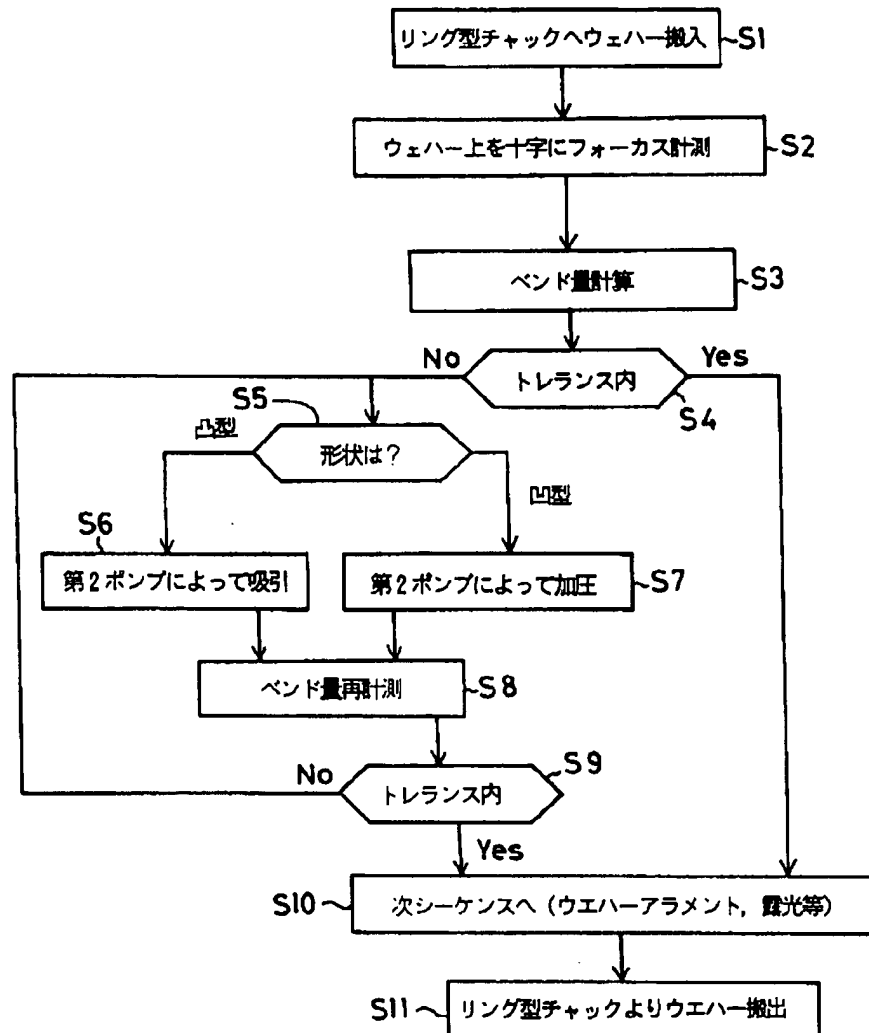 リング型チャックへウェハー搬入
S1
ウェハー上を十字にフォーカス計測
S2
ベンド量計算
S3
No
トレランス内
Yes
S4
S5
凸型
形状は?
凹型
S6
第2ポンプによって吸引
第2ポンプによって加圧
S7
ベンド量再計測
S8
No
トレランス内
S9
Yes
S10
次シーケンスへ(ウエハーアラメント,露光等)
S11
リング型チャックよりウエハー搬出